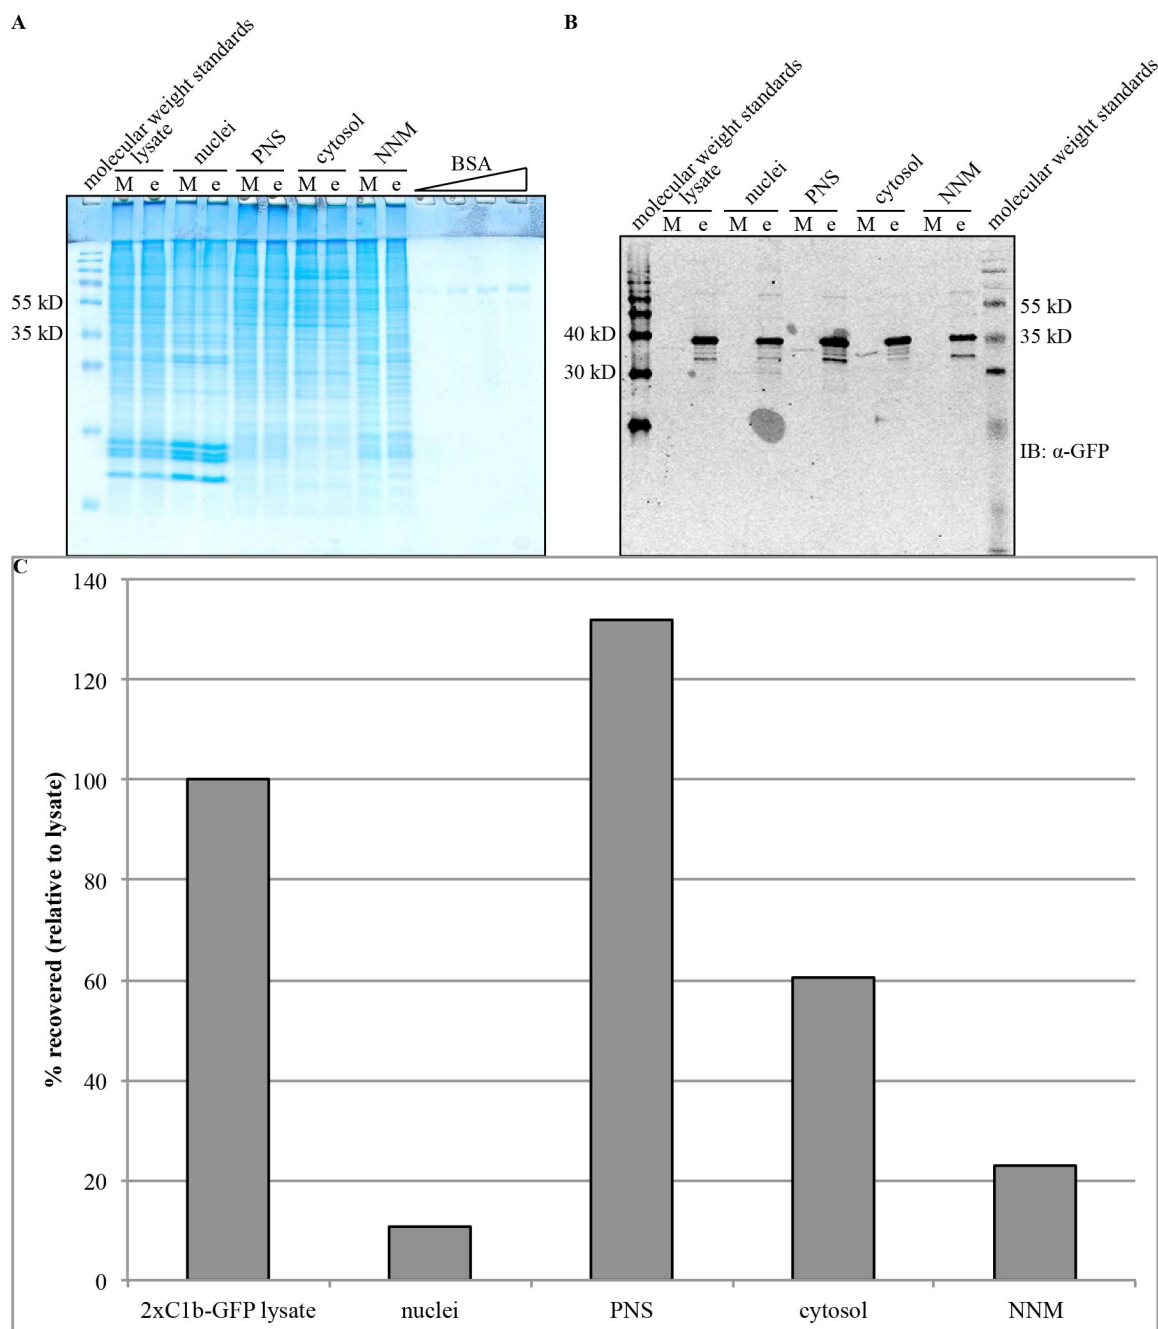 A
molecular weight standards
lysate
nuclei
PNS
cytosol
NNM
BSA
M e M e M e M e M e
55 kD
35 kD
B
molecular weight standards
lysate
nuclei
PNS
cytosol
NNM
molecular weight standards
M e M e M e M e M e
40 kD
30 kD
55 kD
35 kD
IB: α-GFP
C
% recovered (relative to lysate)
140
120
100
80
60
40
20
0
2xC1b-GFP lysate nuclei PNS cytosol NNM